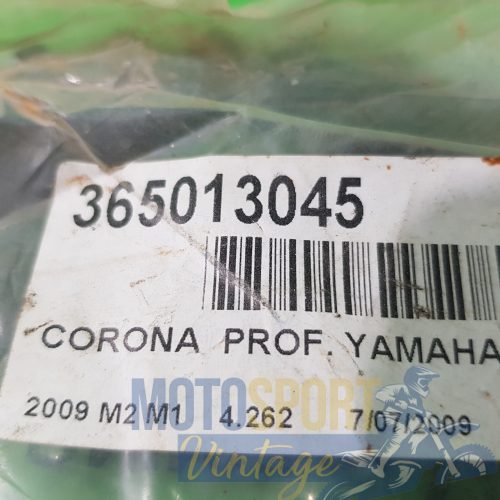 365013045
CORONA PROF. YAMAHA
2009 M2 M1 4.262 7/07/2009
MOTOSPORT
Vintage